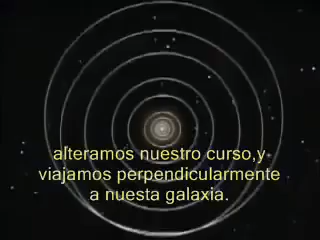 alteramos nuestro curso,y
viajamos perpendicularmente
a nuesta galaxia.